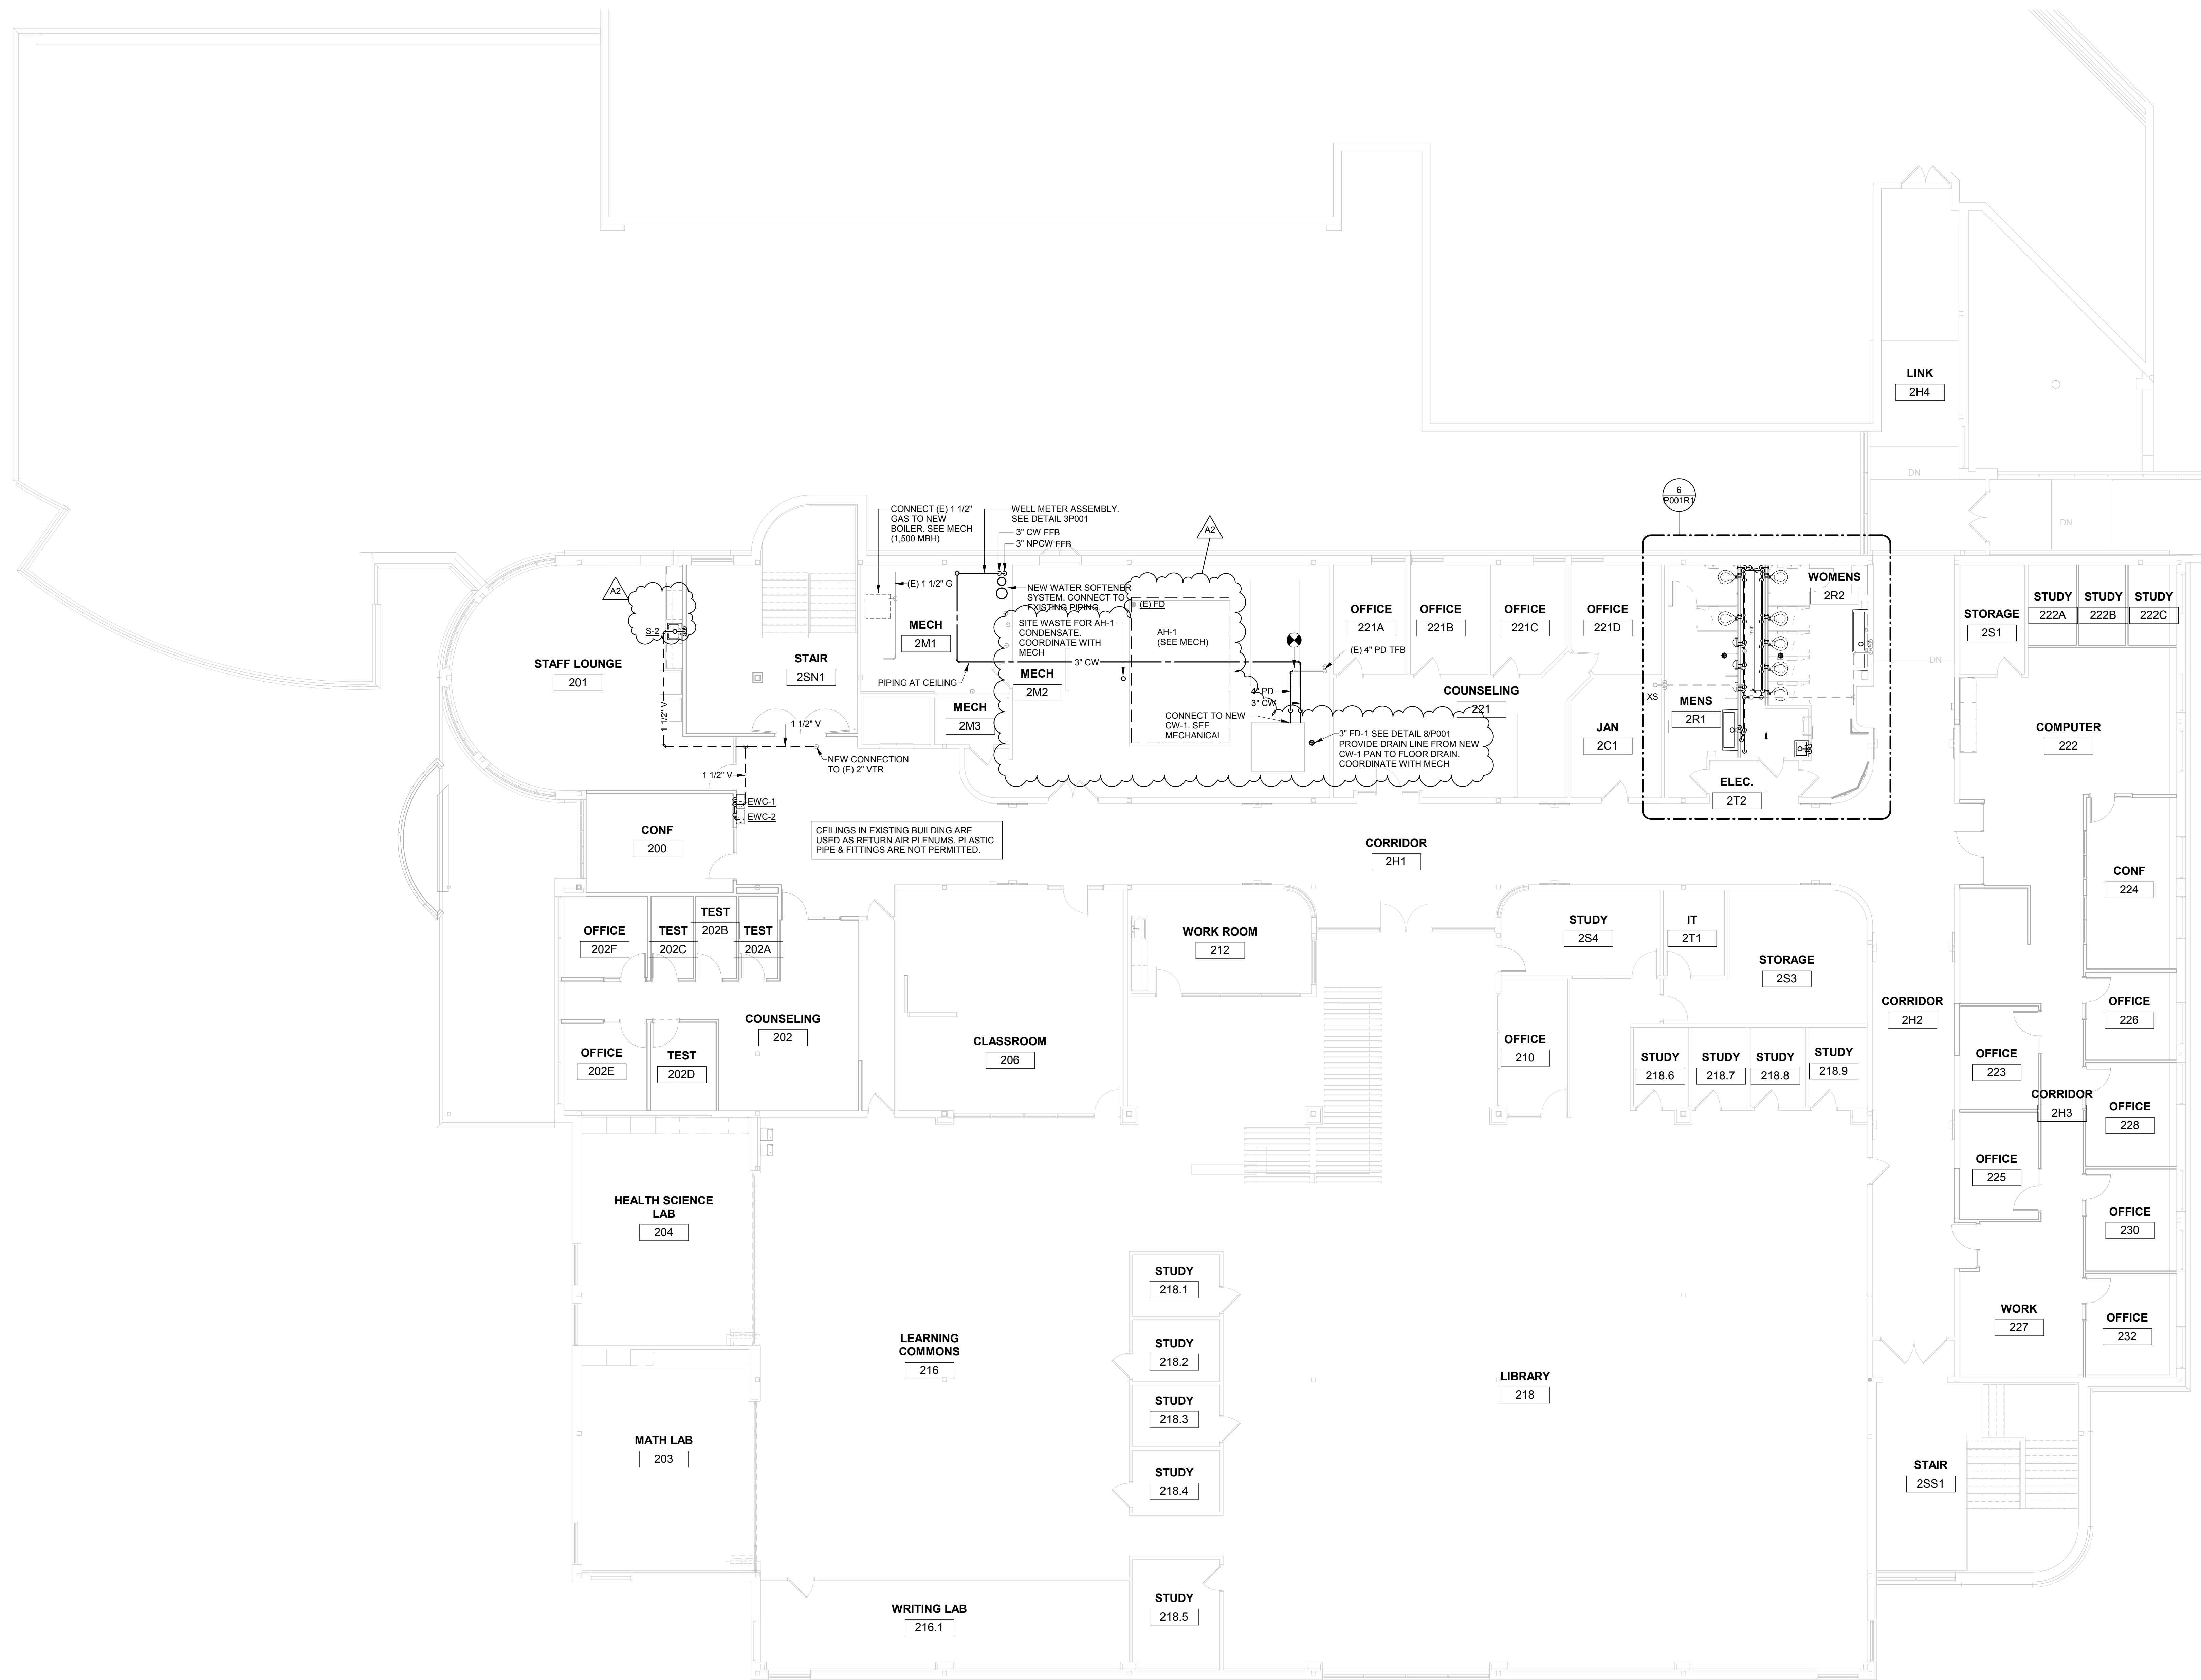 LINK
2H4
DN
DN
DN
6
P001R1
CONNECT (E) 1 1/2"
GAS TO NEW
BOILER. SEE MECH
(1,500 MBH)
WELL METER ASSEMBLY.
SEE DETAIL 3P001
3" CW FFB
3" NPCW FFB
A2
(E) 1 1/2" G
NEW WATER SOFTENER
SYSTEM. CONNECT TO
EXISTING PIPING.
SITE WASTE FOR AH-1
CONDENSATE.
COORDINATE WITH
MECH
(E) FD
AH-1
(SEE MECH)
A2
S-2
STAFF LOUNGE
201
STAIR
2SN1
MECH
2M1
PIPING AT CEILING
3" CW
MECH
2M2
MECH
2M3
(E) 4" PD TFB
4" PD
3" CW
CONNECT TO NEW
CW-1. SEE
MECHANICAL
3" FD-1 SEE DETAIL 8/P001
PROVIDE DRAIN LINE FROM NEW
CW-1 PAN TO FLOOR DRAIN.
COORDINATE WITH MECH
OFFICE
221A
OFFICE
221B
OFFICE
221C
OFFICE
221D
COUNSELING
221
JAN
2C1
XS
MENS
2R1
WOMENS
2R2
ELEC.
2T2
STORAGE
2S1
STUDY
222A
STUDY
222B
STUDY
222C
COMPUTER
222
1 1/2" V
1 1/2" V
1 1/2" V
NEW CONNECTION
TO (E) 2" VTR
EWC-1
EWC-2
CONF
200
CEILINGS IN EXISTING BUILDING ARE
USED AS RETURN AIR PLENUMS. PLASTIC
PIPE & FITTINGS ARE NOT PERMITTED.
CORRIDOR
2H1
CONF
224
OFFICE
202F
TEST
202C
TEST
202B
TEST
202A
WORK ROOM
212
STUDY
2S4
IT
2T1
STORAGE
2S3
CORRIDOR
2H2
OFFICE
226
COUNSELING
202
OFFICE
202E
TEST
202D
CLASSROOM
206
OFFICE
210
STUDY
218.6
STUDY
218.7
STUDY
218.8
STUDY
218.9
OFFICE
223
CORRIDOR
2H3
OFFICE
228
OFFICE
225
OFFICE
230
HEALTH SCIENCE
LAB
204
STUDY
218.1
STUDY
218.2
STUDY
218.3
STUDY
218.4
LEARNING
COMMONS
216
LIBRARY
218
WORK
227
OFFICE
232
MATH LAB
203
STAIR
2SS1
WRITING LAB
216.1
STUDY
218.5